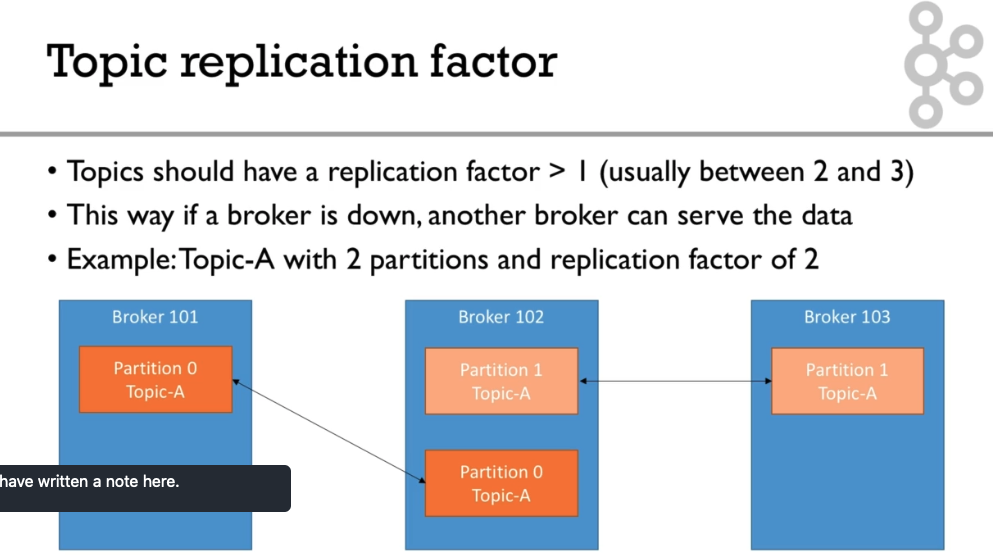 Topic replication factor
• Topics should have a replication factor > 1 (usually between 2 and 3)
• This way if a broker is down, another broker can serve the data
• Example: Topic-A with 2 partitions and replication factor of 2
Broker 101
Partition 0
Topic-A
Broker 102
Partition 1
Topic-A
Partition 0
Topic-A
Broker 103
Partition 1
Topic-A
have written a note here.